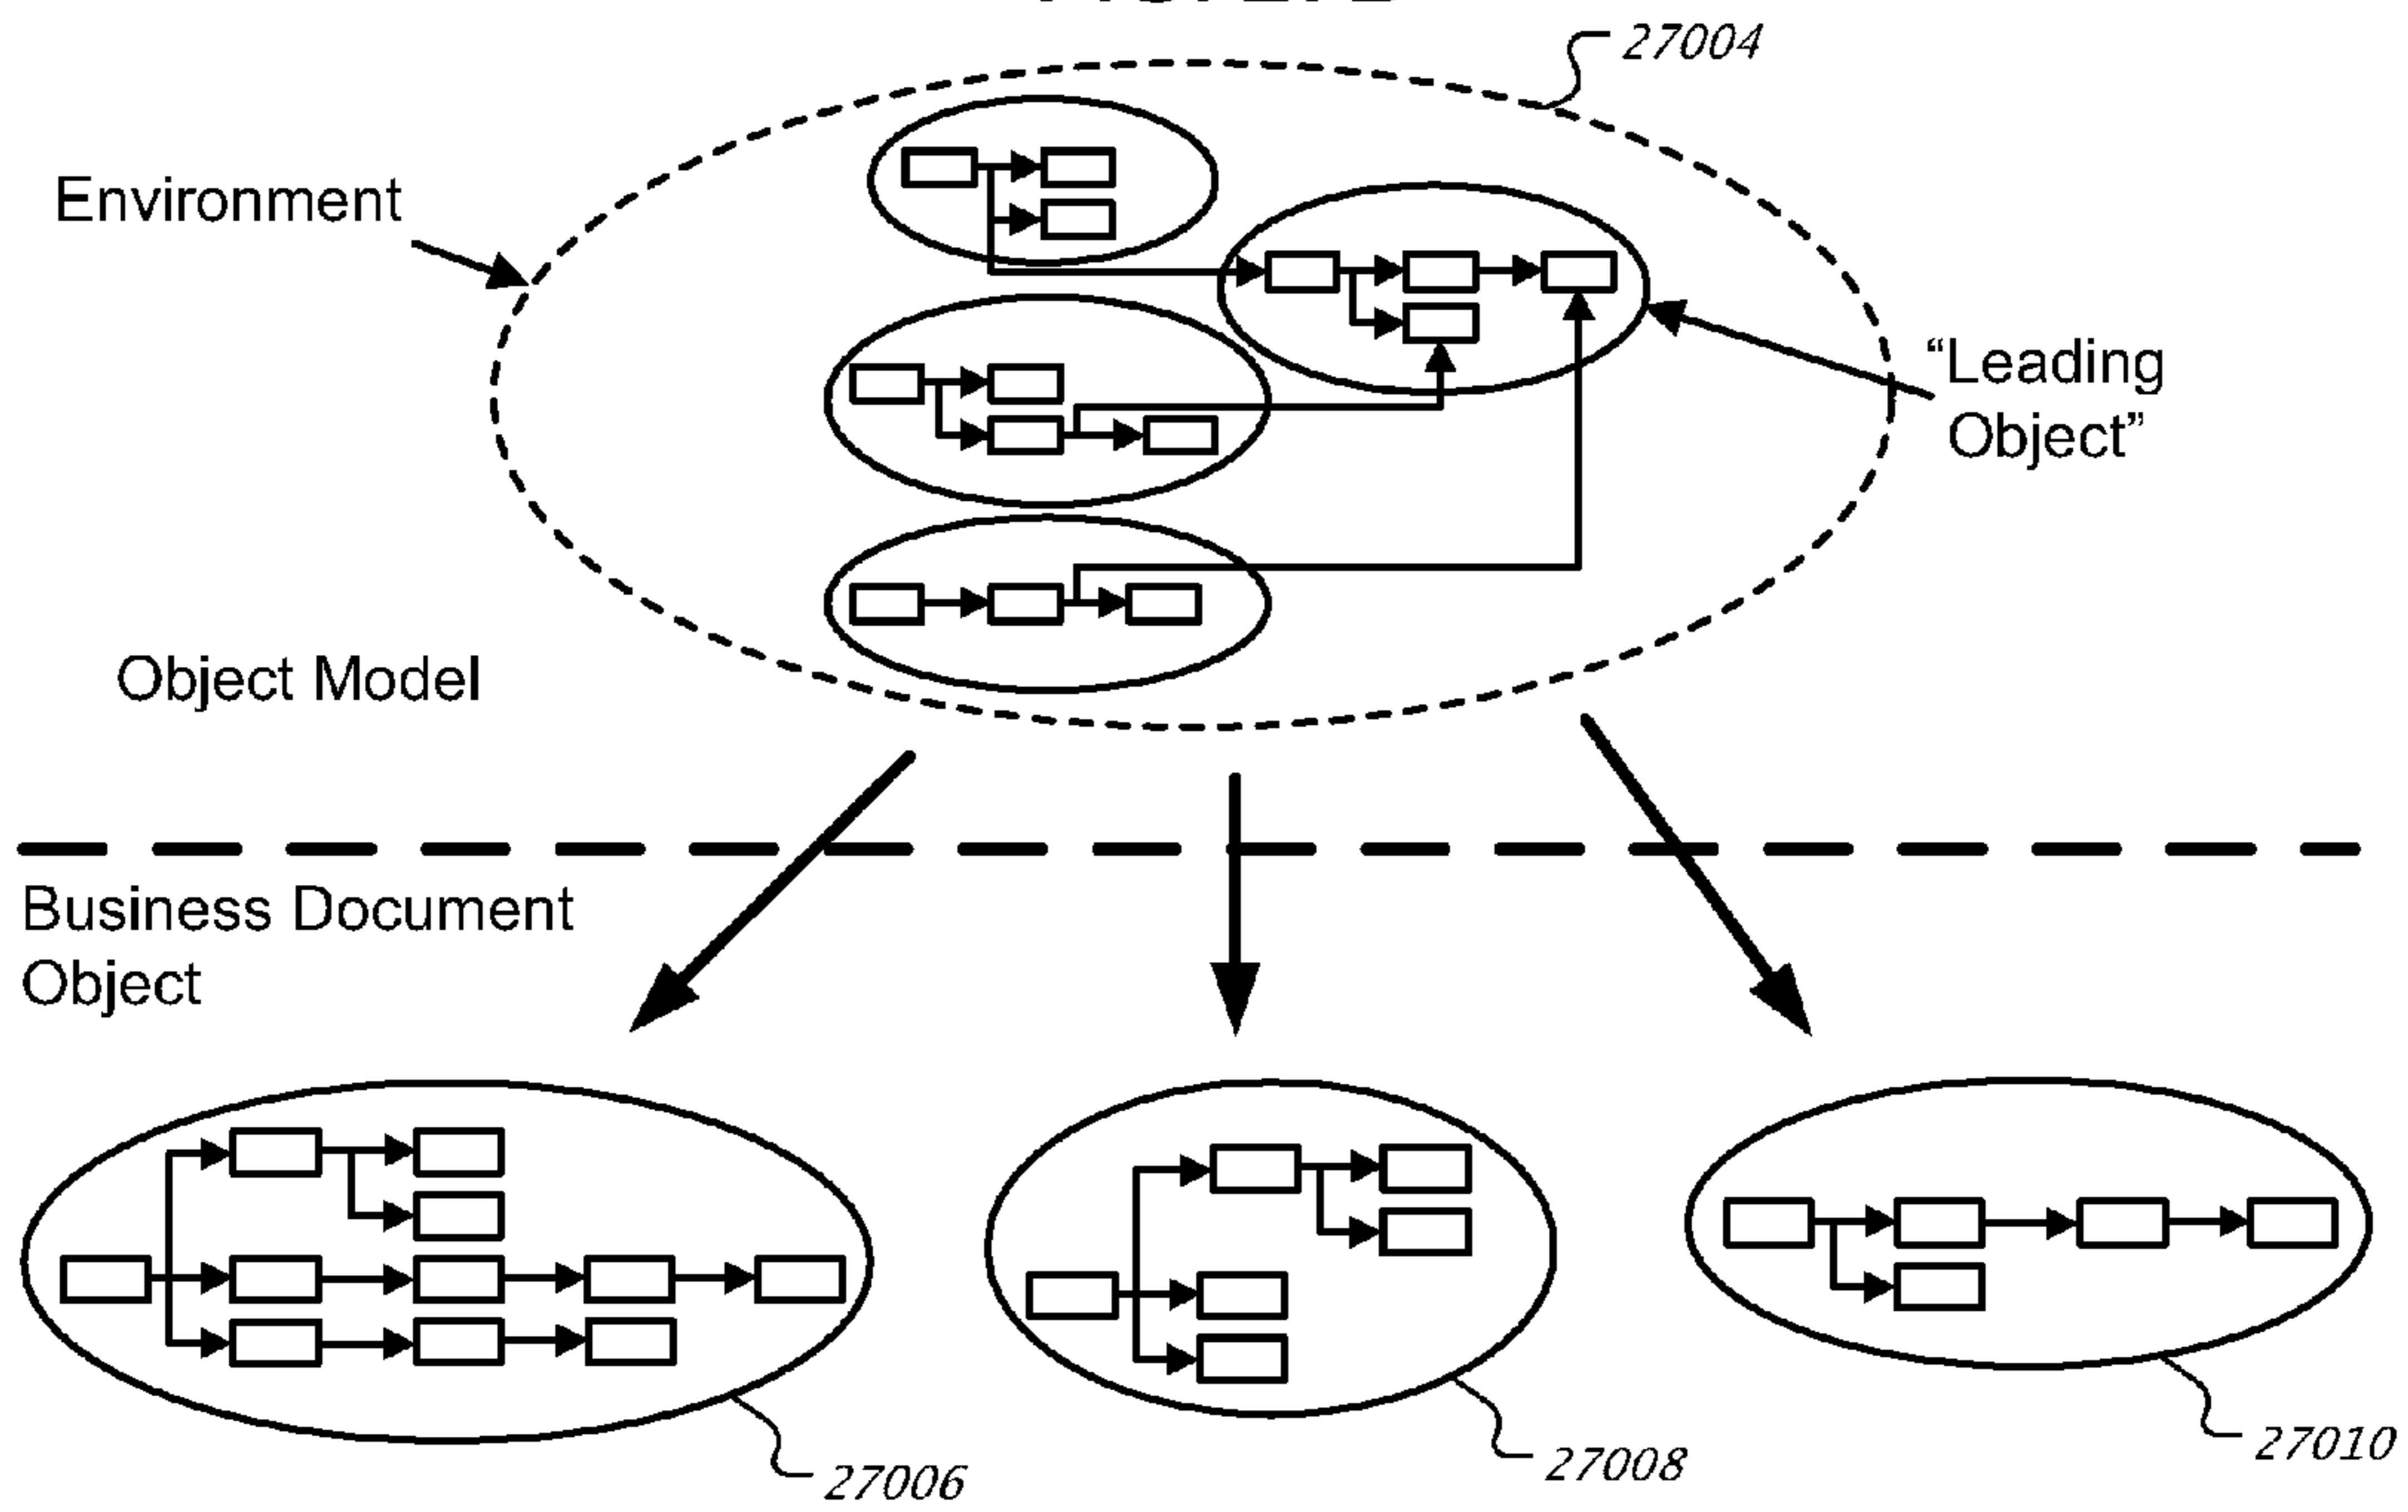 27004
Environment
"Leading
Object"
Object Model
Business Document
Object
27006
27008
27010